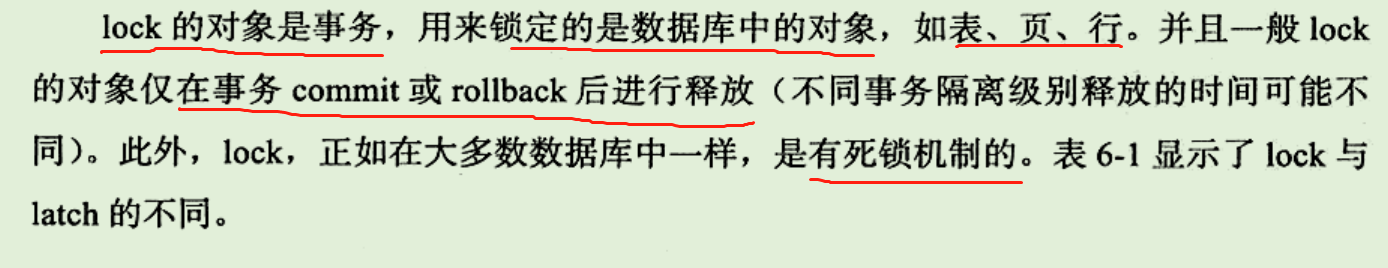 lock 的对象是事务，用来锁定的是数据库中的对象，如表、页、行。并且一般 lock
的对象仅在事务 commit 或 rollback 后进行释放（不同事务隔离级别释放的时间可能不
同）。此外，lock，正如在大多数数据库中一样，是有死锁机制的。表 6-1 显示了 lock 与
latch 的不同。